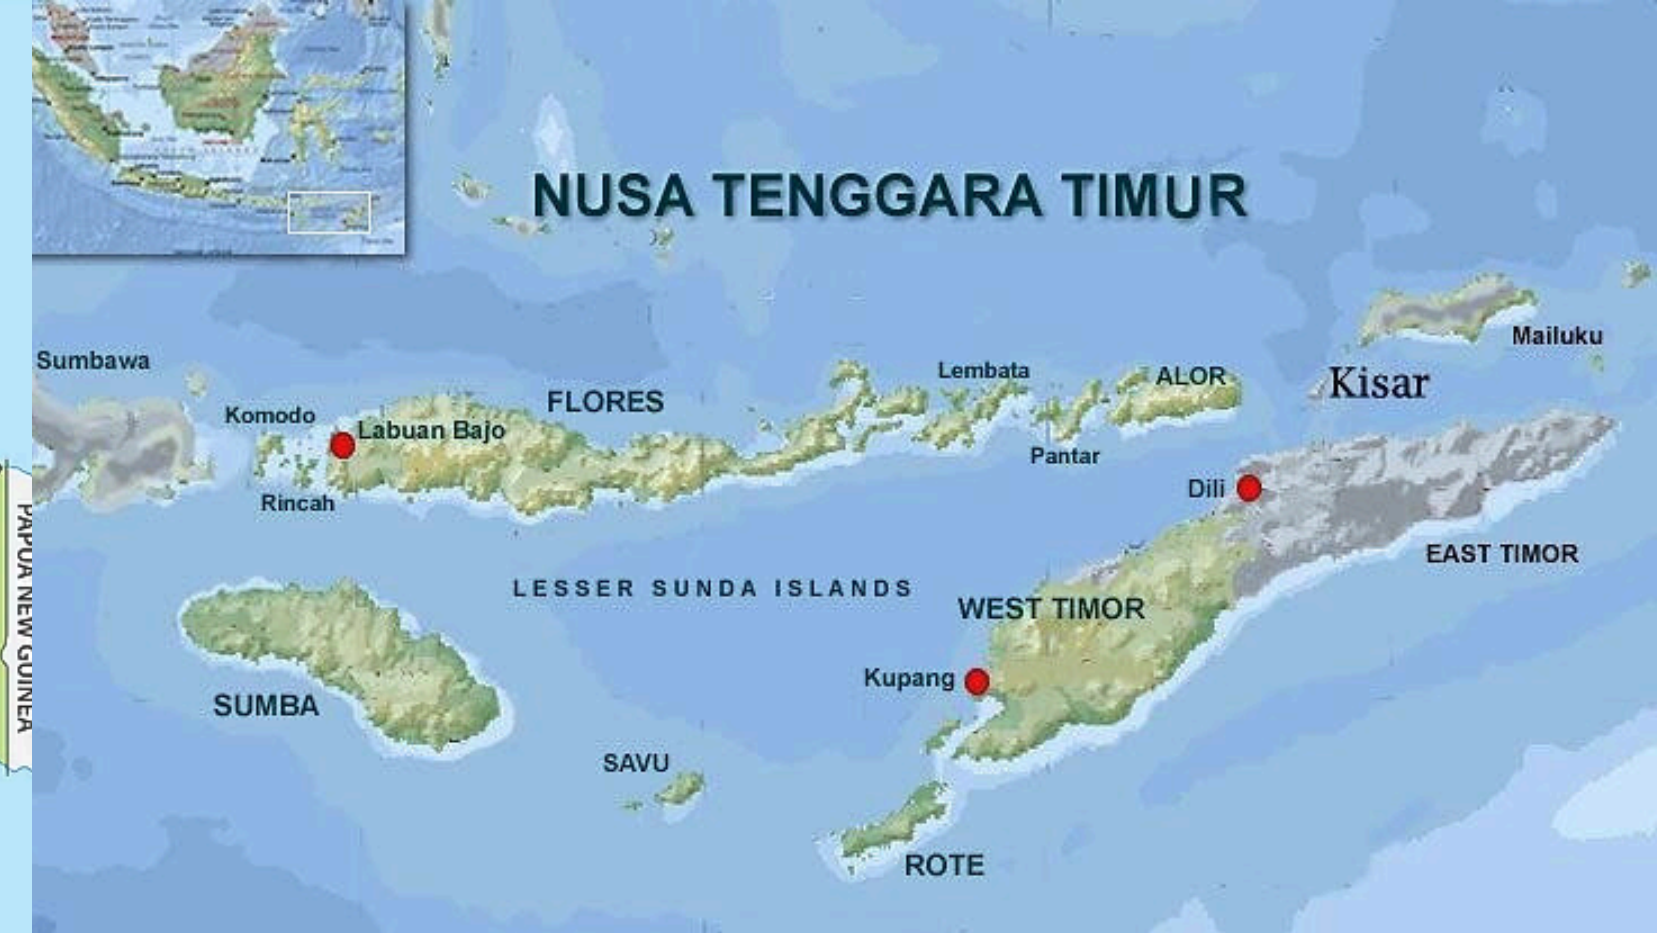 NUSA TENGGARA TIMUR
Mailuku
Sumbawa
Kisar
Lembata
ALOR
FLORES
Komodo
Labuan Bajo
Pantar
Rincah
Dili
EAST TIMOR
LESSER SUNDA ISLANDS
WEST TIMOR
Kupang
SUMBA
SAVU
ROTE
PAPUA NEW GUINEA